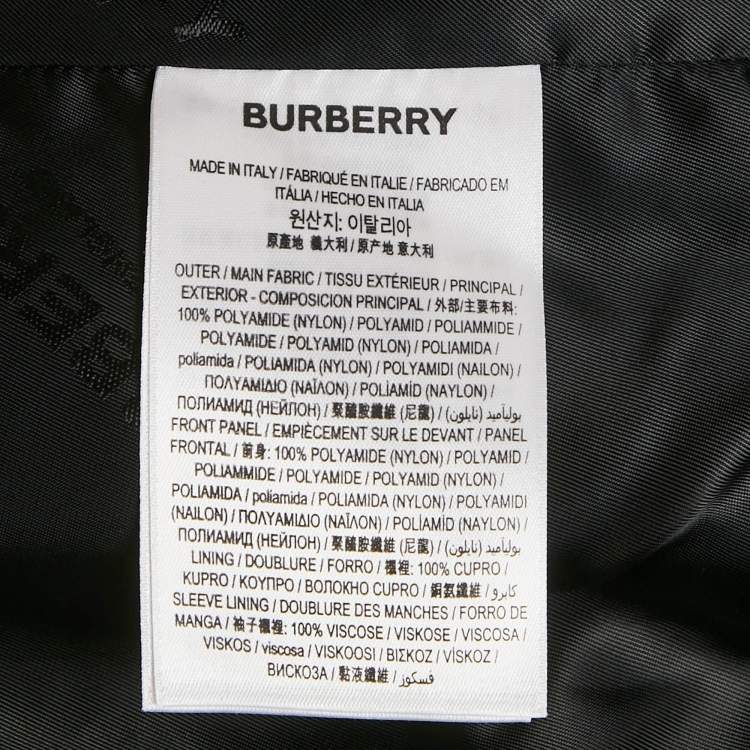 BURBERRY
MADE IN ITALY / FABRIQUÉ EN ITALIE / FABRICADO EM
ITÁLIA / HECHO EN ITALIA
원산지: 이탈리아
原產地 義大利 / 原产地 意大利
OUTER / MAIN FABRIC / TISSU EXTÉRIEUR / PRINCIPAL /
EXTERIOR - COMPOSICION PRINCIPAL / 外部/主要布料:
100% POLYAMIDE (NYLON) / POLYAMID / POLIAMMIDE /
POLYAMIDE / POLYAMID (NYLON) / POLIAMIDA /
poliamida / POLIAMIDA (NYLON) / POLYAMIDI (NAILON) /
ΠΟΛΥΑΜΙΔΙΟ (ΝΑΪΛΟΝ) / POLİAMİD (NAYLON) /
ПОЛИАМИД (НЕЙЛОН) / 聚醯胺纖維 (尼龍) / بوليآميد (نايلون)
FRONT PANEL / EMPIÈCEMENT SUR LE DEVANT / PANEL
FRONTAL / 前身: 100% POLYAMIDE (NYLON) / POLYAMID /
POLIAMMIDE / POLYAMIDE / POLYAMID (NYLON) /
POLIAMIDA / poliamida / POLIAMIDA (NYLON) / POLYAMIDI
(NAILON) / ΠΟΛΥΑΜΙΔΙΟ (ΝΑΪΛΟΝ) / POLİAMİD (NAYLON) /
ПОЛИАМИД (НЕЙЛОН) / 聚醯胺纖維 (尼龍) / بوليآميد (نايلون)
LINING / DOUBLURE / FORRO / 襯裡: 100% CUPRO /
KUPRO / ΚΟΥΠΡΟ / ВОЛОКНО CUPRO / 銅氨纖維 / كابرو
SLEEVE LINING / DOUBLURE DES MANCHES / FORRO DE
MANGA / 袖子襯裡: 100% VISCOSE / VISKOSE / VISCOSA /
VISKOS / viscosa / VISKOOSI / ΒΙΣΚΟΖ / VİSKOZ /
ВИСКОЗА / 黏液纖維 / فسكوز